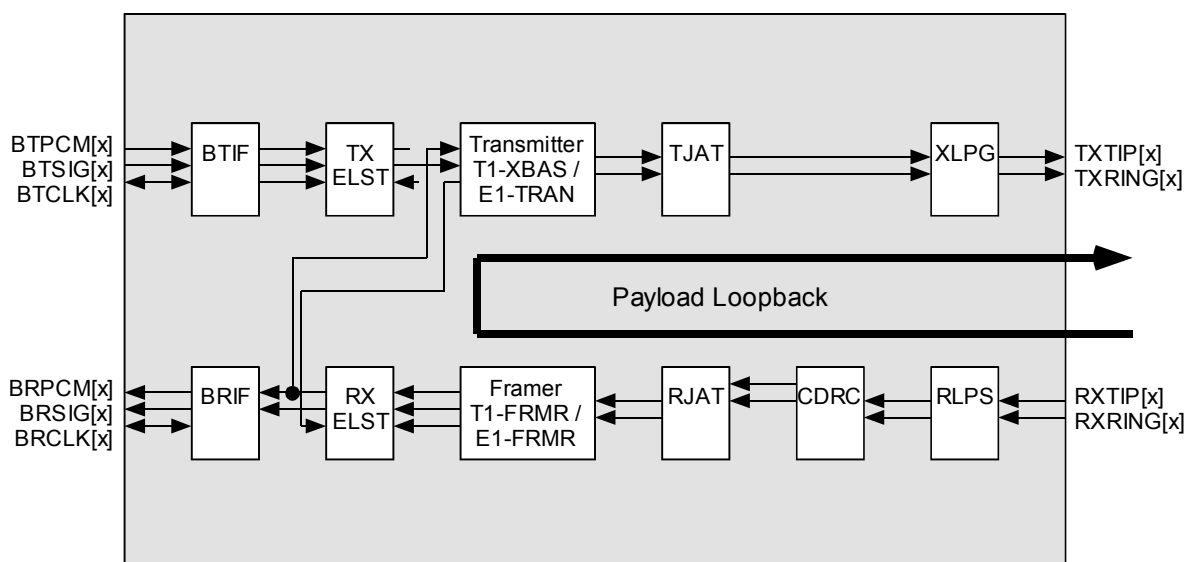 BTPCM[x]
BTSIG[x]
BTCLK[x]
BTIF
TX
ELST
Transmitter
T1-XBAS /
E1-TRAN
TJAT
XLPG
TXTIP[x]
TXRING[x]
Payload Loopback
BRPCM[x]
BRSIG[x]
BRCLK[x]
BRIF
RX
ELST
Framer
T1-FRMR /
E1-FRMR
RJAT
CDRC
RLPS
RXTIP[x]
RXRING[x]